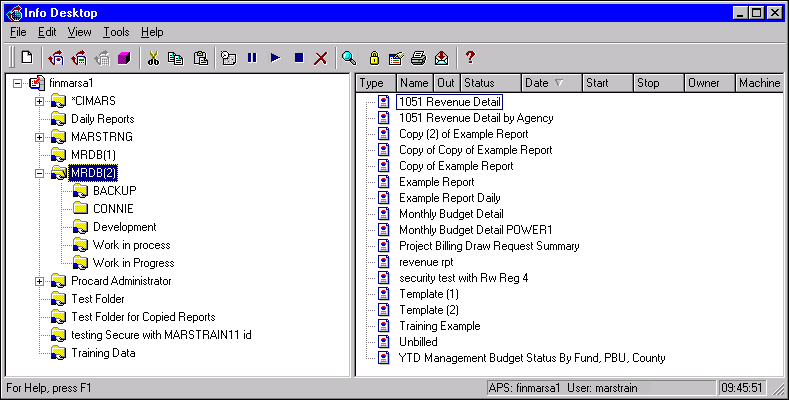 Info Desktop
File Edit View Tools Help
finmarsa1
*CIMARS
Daily Reports
MARSTRNG
MRDB(1)
MRDB(2)
BACKUP
CONNIE
Development
Work in process
Work in Progress
Procard Administrator
Test Folder
Test Folder for Copied Reports
testing Secure with MARSTRAIN11 id
Training Data
Type Name Out Status Date Start Stop Owner Machine
1051 Revenue Detail
1051 Revenue Detail by Agency
Copy (2) of Example Report
Copy of Copy of Example Report
Copy of Example Report
Example Report
Example Report Daily
Monthly Budget Detail
Monthly Budget Detail POWER1
Project Billing Draw Request Summary
revenue rpt
security test with Rw Reg 4
Template (1)
Template (2)
Training Example
Unbilled
YTD Management Budget Status By Fund, PBU, County
For Help, press F1
APS: finmarsa1 User: marstrain
09:45:51